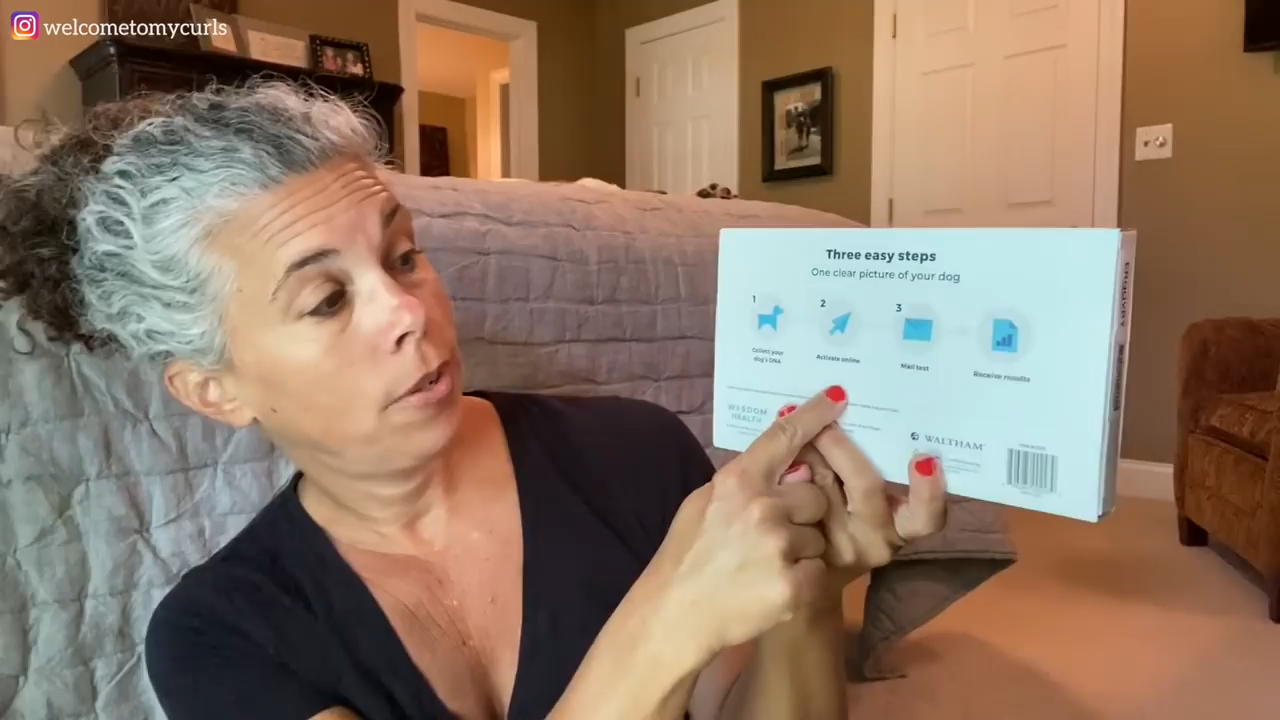 welcometomycurls
Three easy steps
One clear picture of your dog
1
2
3
Collect your
dog's DNA
Activate online
Mail test
Receive results
WISDOM
HEALTH
WALTHAM